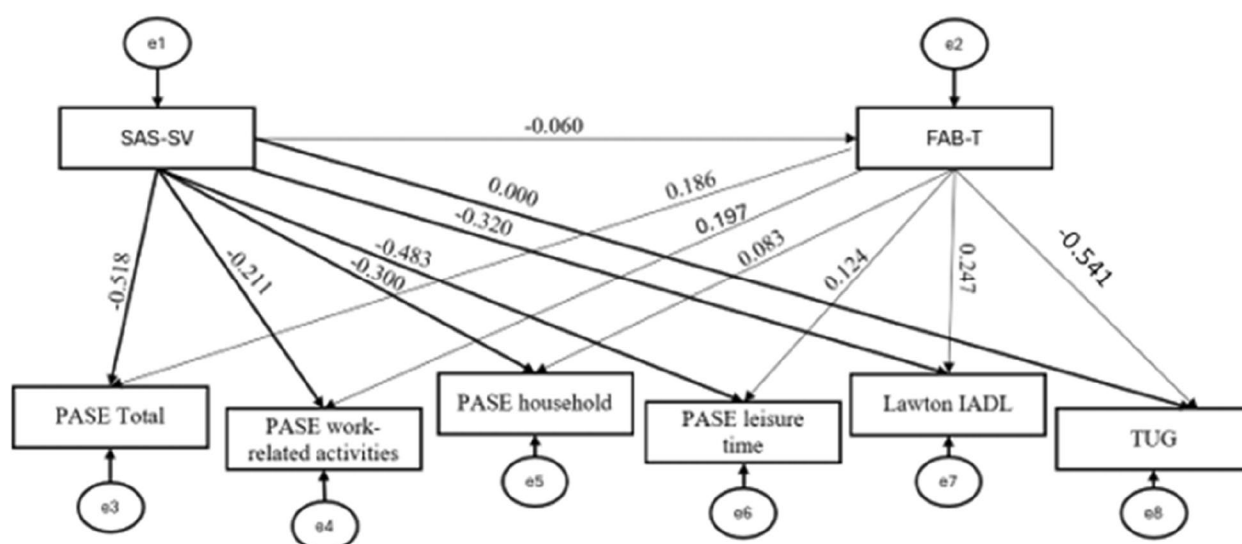 e1
e2
SAS-SV
-0.060
FAB-T
0.000
0.186
-0.320
0.197
-0.483
-0.518
-0.211
-0.300
0.083
0.124
0.247
-0.541
PASE Total
PASE work-
related activities
PASE household
PASE leisure
time
Lawton IADL
TUG
e3
e4
e5
e6
e7
e8